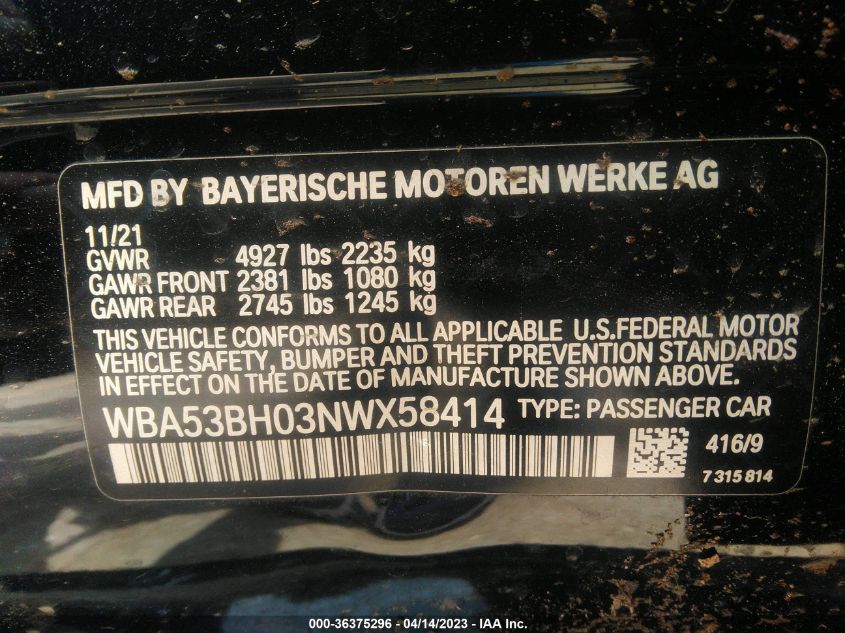 MFD BY BAYERISCHE MOTOREN WERKE AG
11/21
GVWR 4927 lbs 2235 kg
GAWR FRONT 2381 lbs 1080 kg
GAWR REAR 2745 lbs 1245 kg
THIS VEHICLE CONFORMS TO ALL APPLICABLE U.S.FEDERAL MOTOR
VEHICLE SAFETY, BUMPER AND THEFT PREVENTION STANDARDS
IN EFFECT ON THE DATE OF MANUFACTURE SHOWN ABOVE.
WBA53BH03NWX58414 TYPE: PASSENGER CAR
416/9
7 315 814
000-36375296 - 04/14/2023 - IAA Inc.